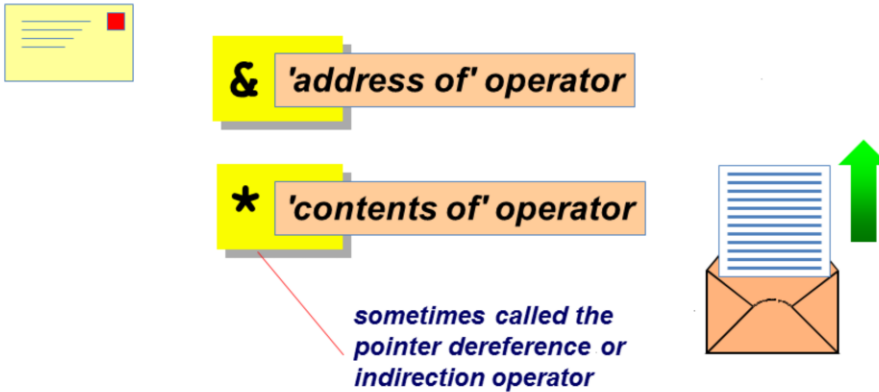 & 'address of' operator
* 'contents of' operator
sometimes called the
pointer dereference or
indirection operator